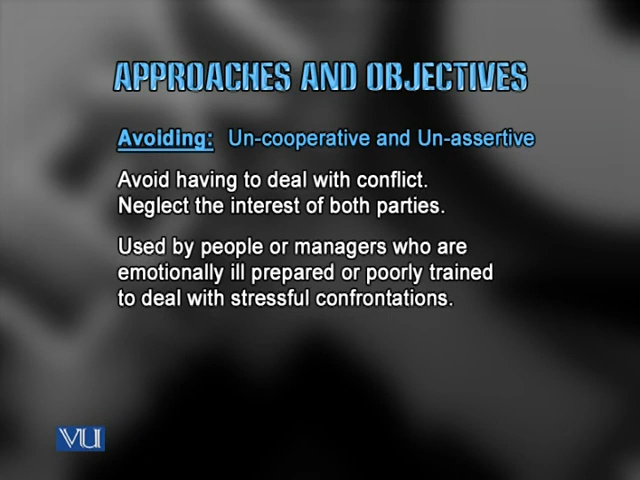 APPROACHES AND OBJECTIVES
Avoiding: Un-cooperative and Un-assertive
Avoid having to deal with conflict.
Neglect the interest of both parties.
Used by people or managers who are
emotionally ill prepared or poorly trained
to deal with stressful confrontations.
VU